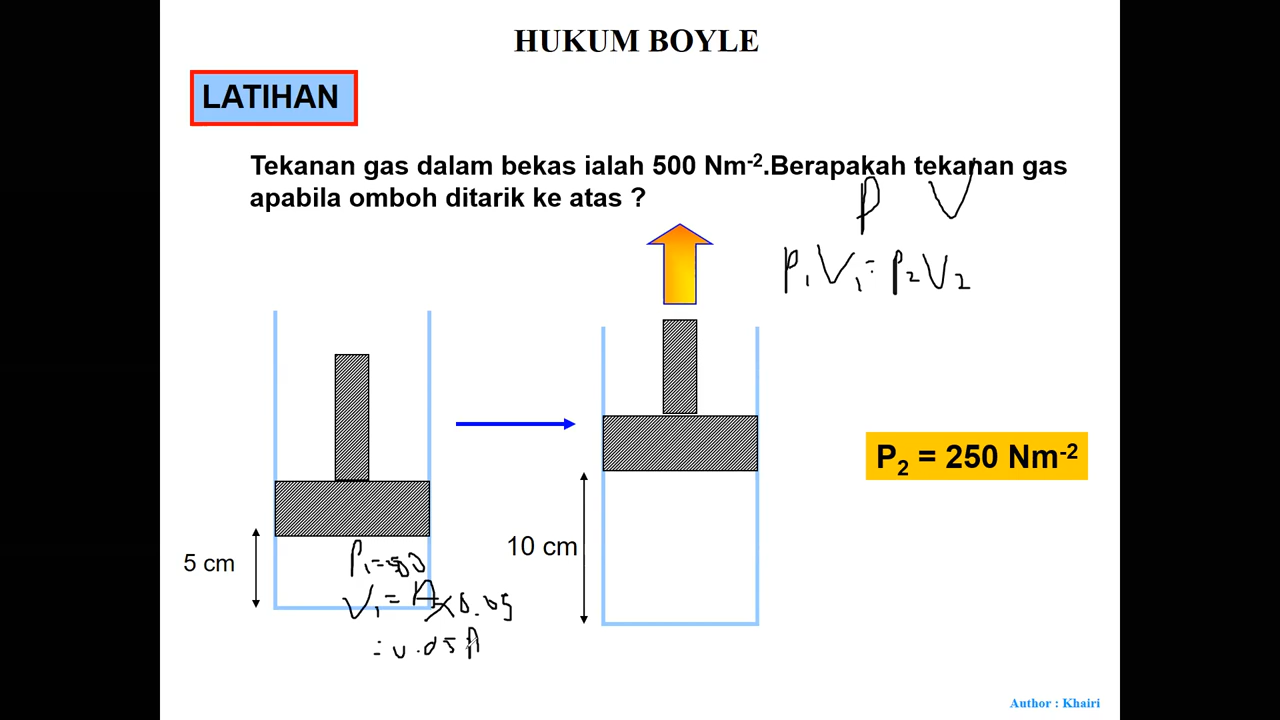 HUKUM BOYLE
LATIHAN
Tekanan gas dalam bekas ialah 500 Nm⁻².Berapakah tekanan gas
apabila omboh ditarik ke atas ?
P V
P₁V₁=P₂V₂
P₂ = 250 Nm⁻²
5 cm
10 cm
P₁=500
V₁=A×0.05
=0.05A
Author : Khairi